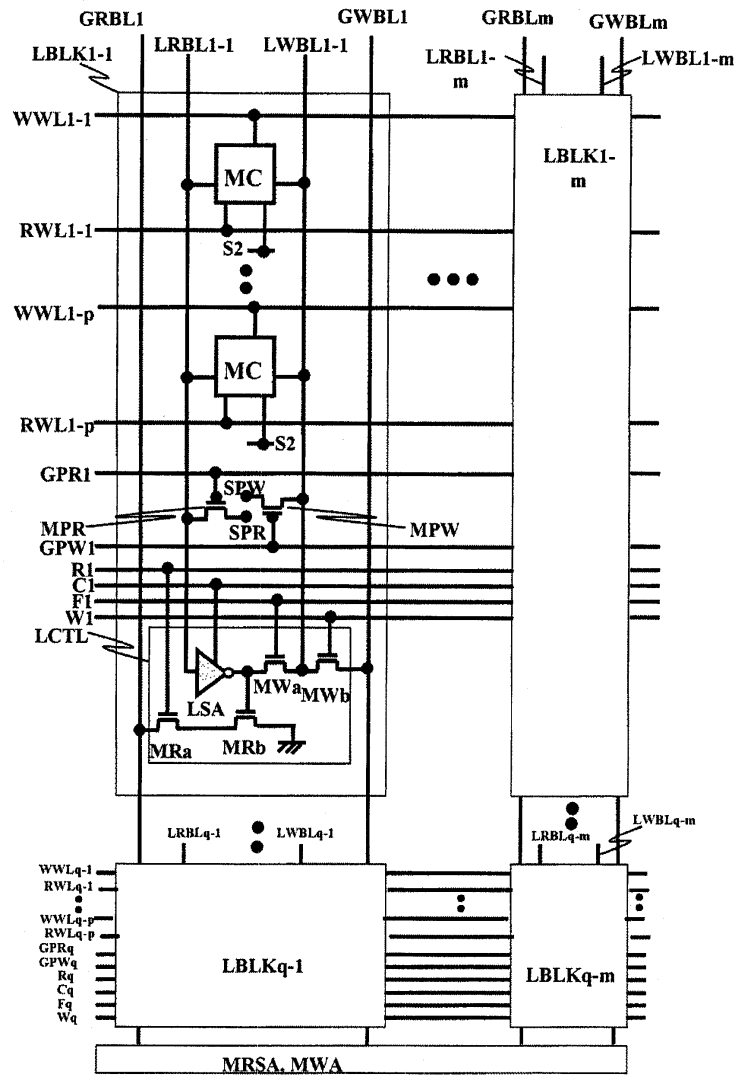 GRBL1
GWBL1
GRBLm
GWBLm
LBLK1-1
LRBL1-1
LWBL1-1
LRBL1-
m
LWBL1-m
WWL1-1
MC
LBLK1-
m
RWL1-1
S2
WWL1-p
MC
RWL1-p
S2
GPR1
SPW
MPR
SPR
MPW
GPW1
R1
C1
F1
W1
LCTL
LSA
MWa
MWb
MRa
MRb
LRBLq-1
LWBLq-1
LRBLq-m
LWBLq-m
WWLq-1
RWLq-1
WWLq-p
RWLq-p
GPRq
GPWq
Rq
Cq
Fq
Wq
LBLKq-1
LBLKq-m
MRSA, MWA